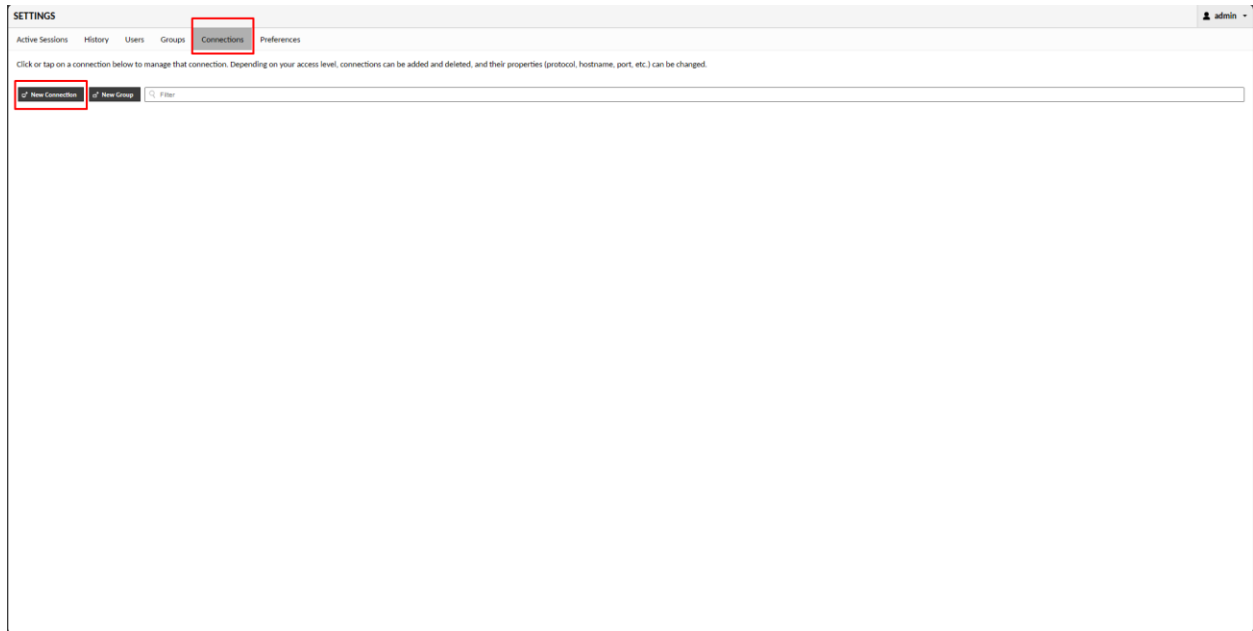 SETTINGS
admin
Active Sessions History Users Groups Connections Preferences
Click or tap on a connection below to manage that connection. Depending on your access level, connections can be added and deleted, and their properties (protocol, hostname, port, etc.) can be changed.
New Connection New Group Filter